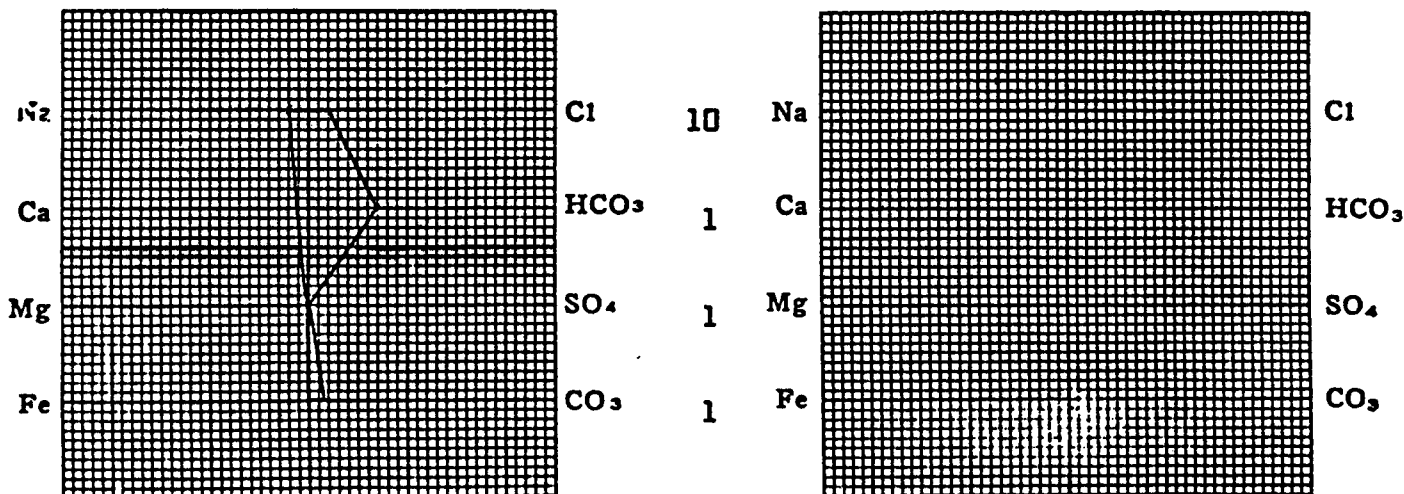 Na Cl 10 Na Cl
Ca HCO₃ 1 Ca HCO₃
Mg SO₄ 1 Mg SO₄
Fe CO₃ 1 Fe CO₃